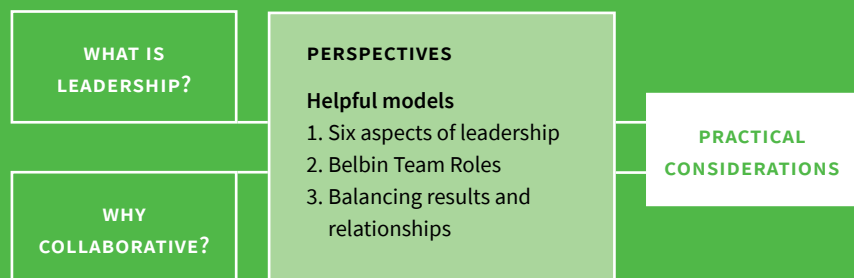 WHAT IS
LEADERSHIP?
WHY
COLLABORATIVE?
PERSPECTIVES
Helpful models
1. Six aspects of leadership
2. Belbin Team Roles
3. Balancing results and
relationships
PRACTICAL
CONSIDERATIONS